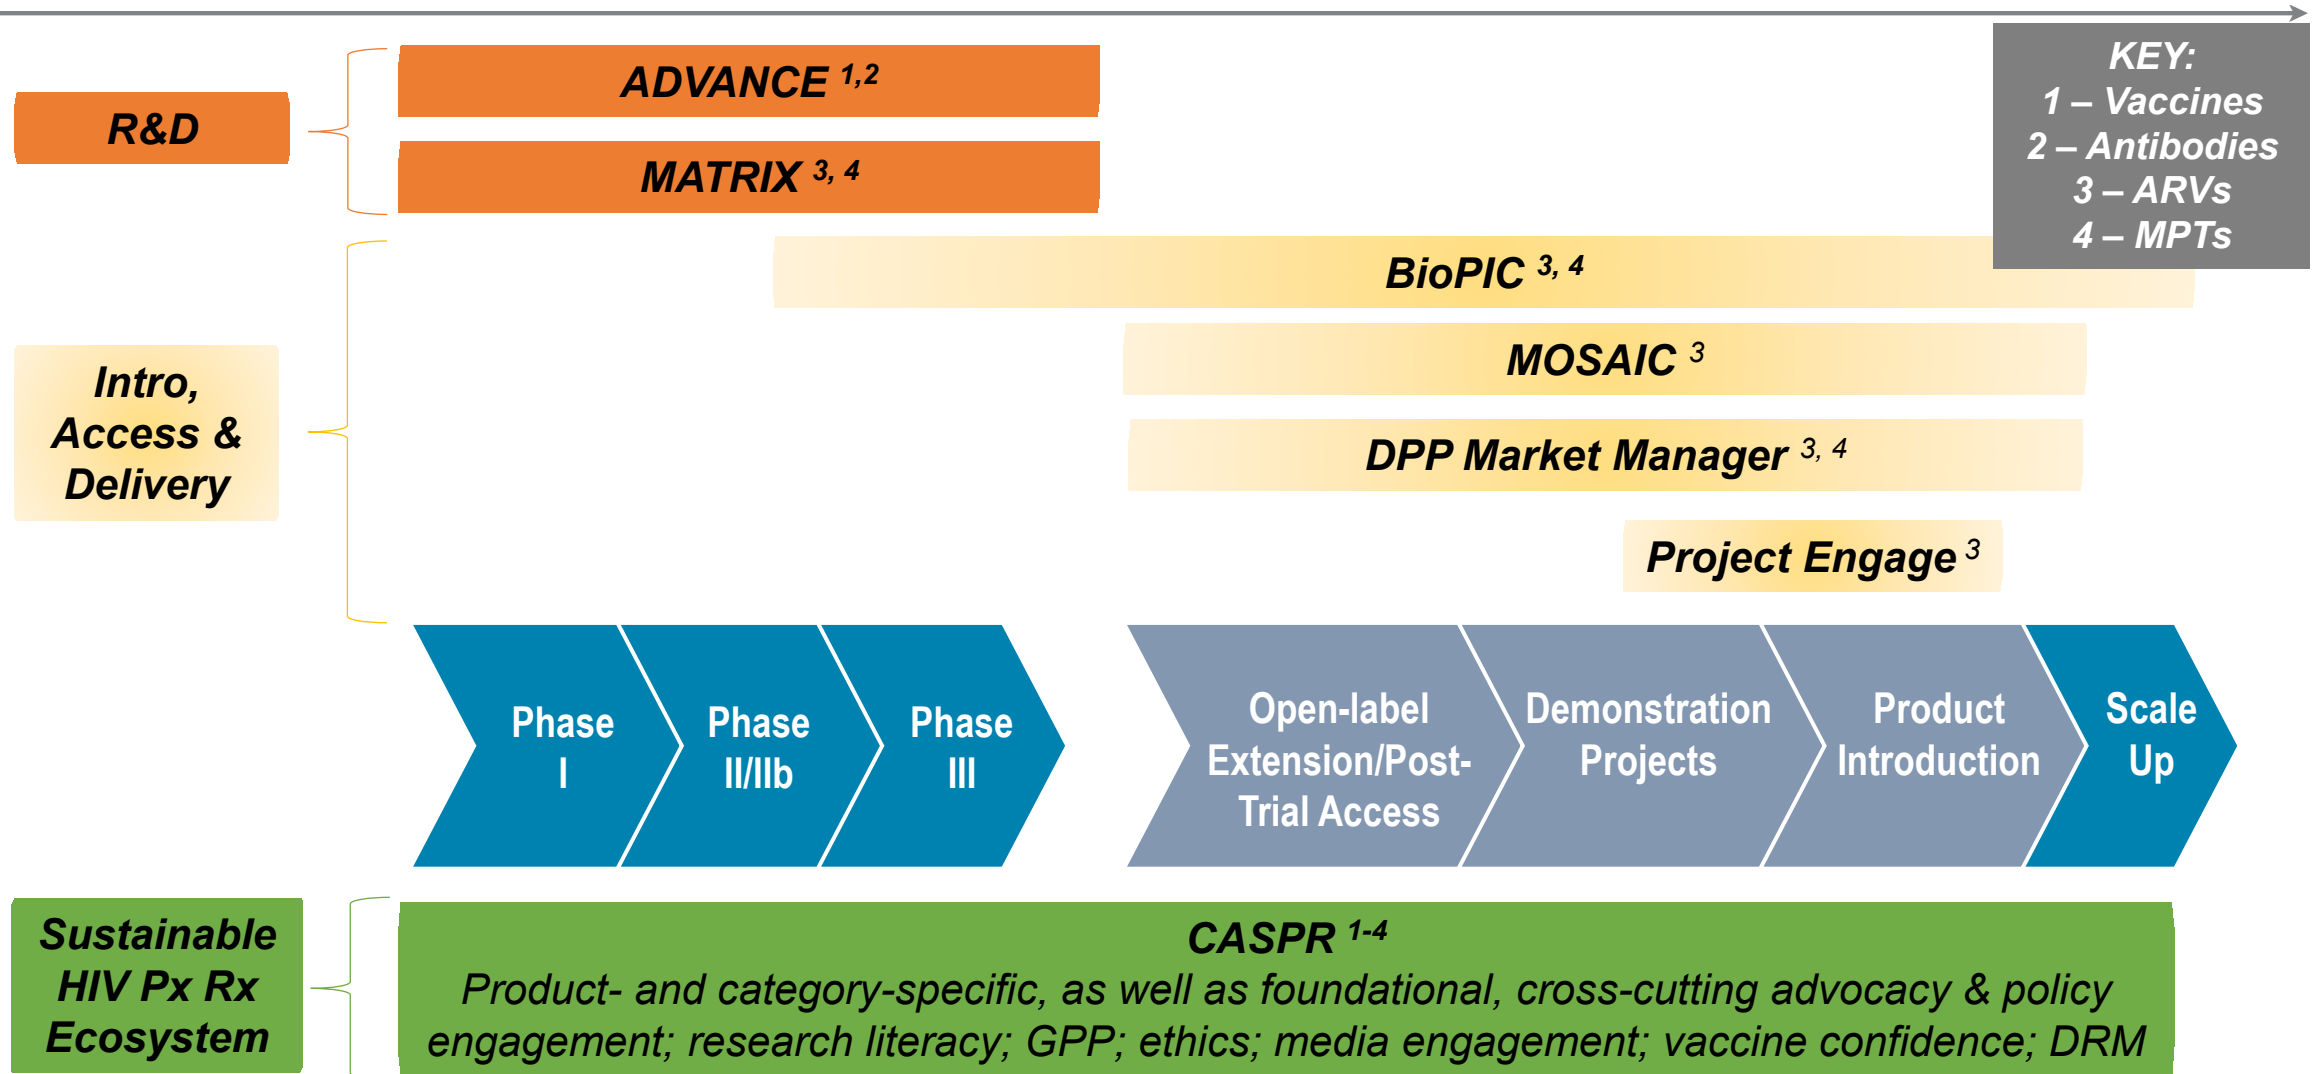 R&D
ADVANCE 1,2
MATRIX 3, 4
KEY:
1 – Vaccines
2 – Antibodies
3 – ARVs
4 – MPTs
Intro,
Access &
Delivery
BioPIC 3, 4
MOSAIC 3
DPP Market Manager 3, 4
Project Engage 3
Phase
I
Phase
II/IIb
Phase
III
Open-label
Extension/Post-
Trial Access
Demonstration
Projects
Product
Introduction
Scale
Up
Sustainable
HIV Px Rx
Ecosystem
CASPR 1-4
Product- and category-specific, as well as foundational, cross-cutting advocacy & policy
engagement; research literacy; GPP; ethics; media engagement; vaccine confidence; DRM